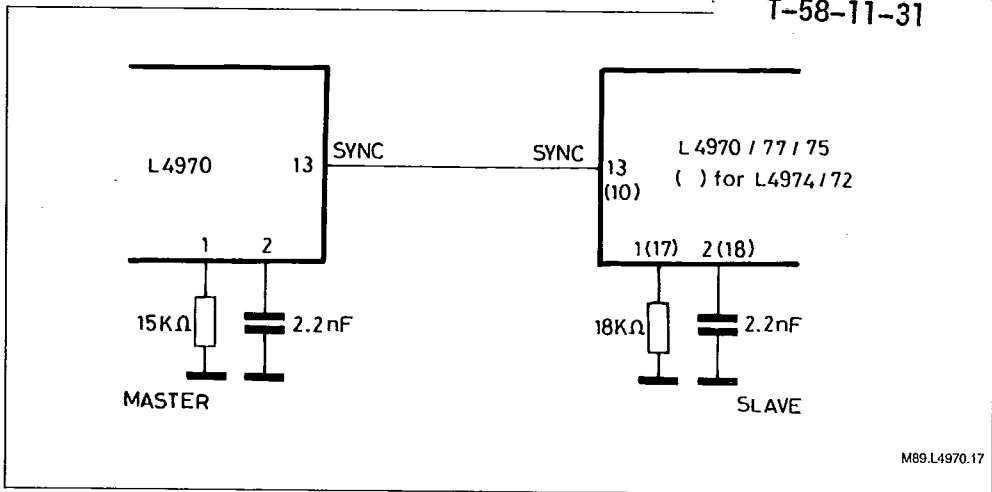 T-58-11-31
L4970
13
SYNC
SYNC
13
(10)
L4970 / 77 / 75
( ) for L4974 / 72
1
2
1(17)
2(18)
15KΩ
2.2nF
18KΩ
2.2nF
MASTER
SLAVE
M89.L4970.17